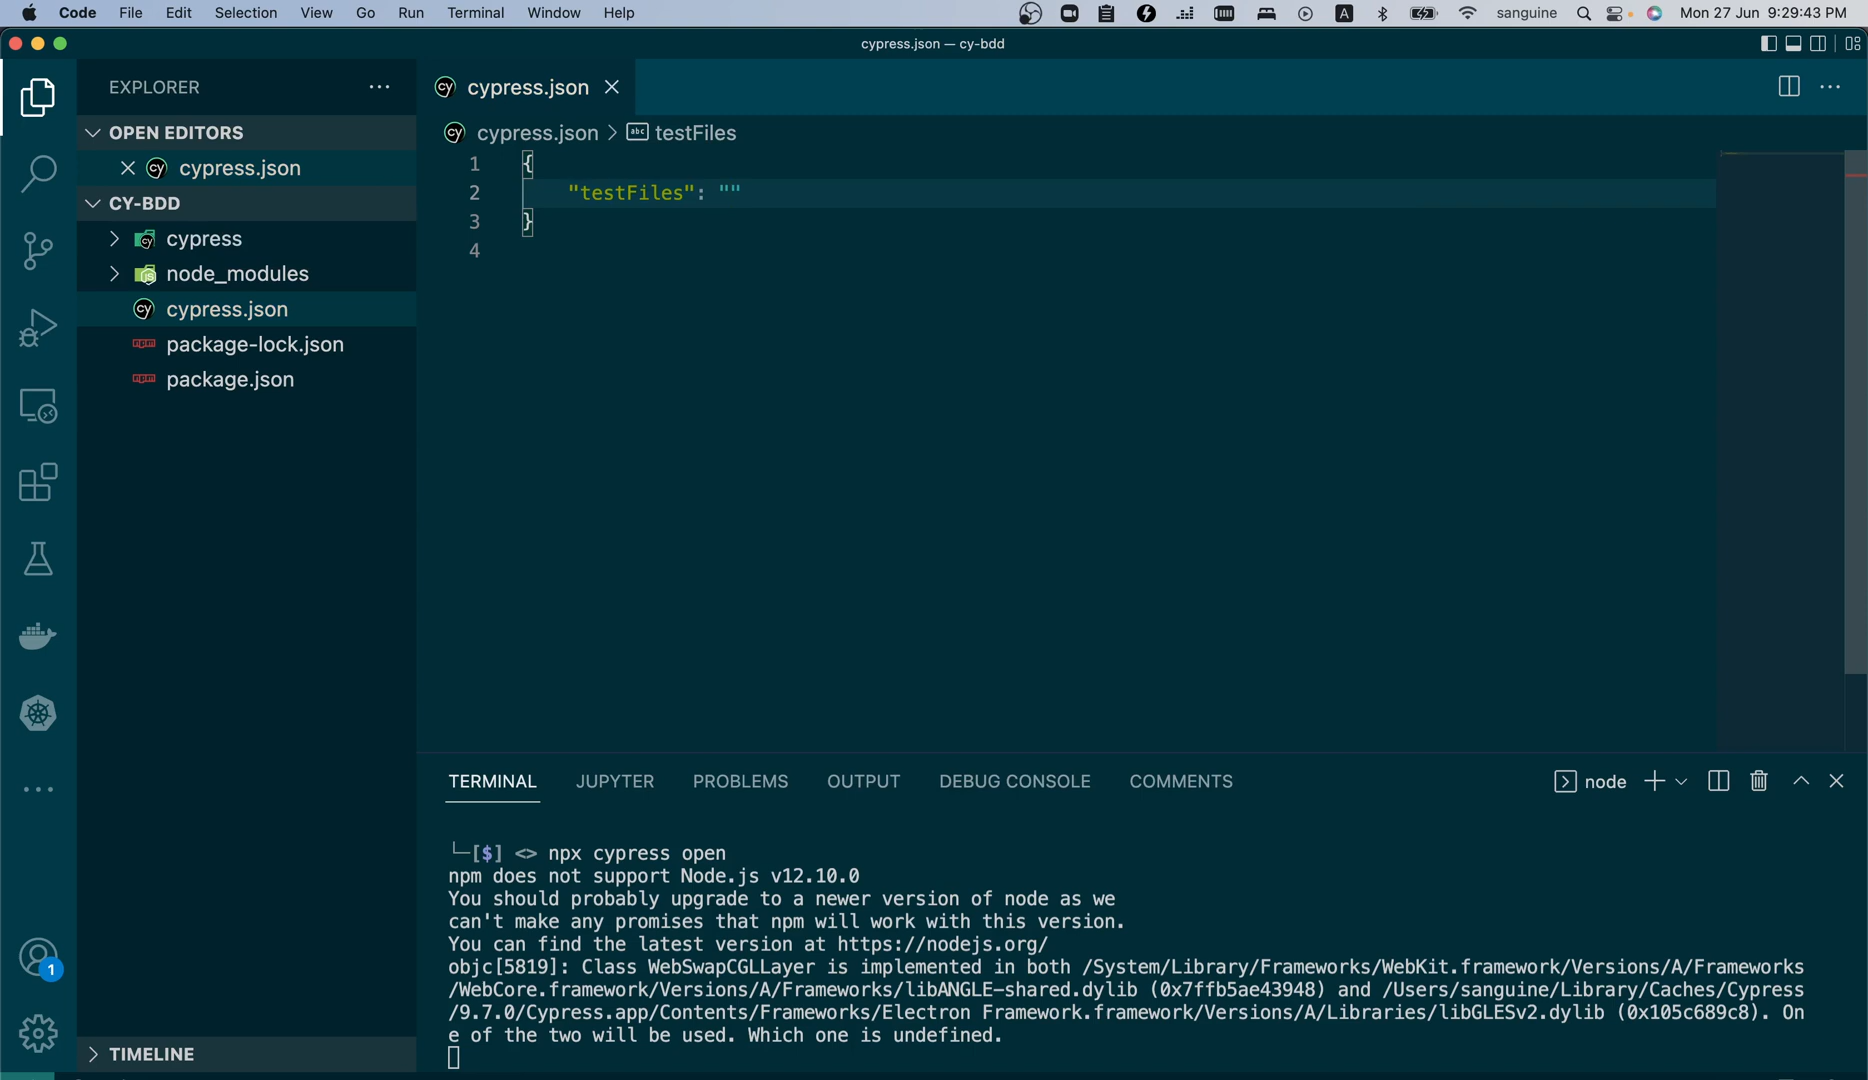 Code File Edit Selection View Go Run Terminal Window Help A sanguine Mon 27 Jun 9:29:43 PM
cypress.json — cy-bdd
EXPLORER
OPEN EDITORS
cypress.json
CY-BDD
cypress
node_modules
cypress.json
package-lock.json
package.json
1
TIMELINE
cypress.json
cypress.json > testFiles
1 {
2 "testFiles": ""
3 }
4
TERMINAL JUPYTER PROBLEMS OUTPUT DEBUG CONSOLE COMMENTS node
└─[$] <> npx cypress open
npm does not support Node.js v12.10.0
You should probably upgrade to a newer version of node as we
can't make any promises that npm will work with this version.
You can find the latest version at https://nodejs.org/
objc[5819]: Class WebSwapCGLLayer is implemented in both /System/Library/Frameworks/WebKit.framework/Versions/A/Frameworks
/WebCore.framework/Versions/A/Frameworks/libANGLE-shared.dylib (0x7ffb5ae43948) and /Users/sanguine/Library/Caches/Cypress
/9.7.0/Cypress.app/Contents/Frameworks/Electron Framework.framework/Versions/A/Libraries/libGLESv2.dylib (0x105c689c8). On
e of the two will be used. Which one is undefined.